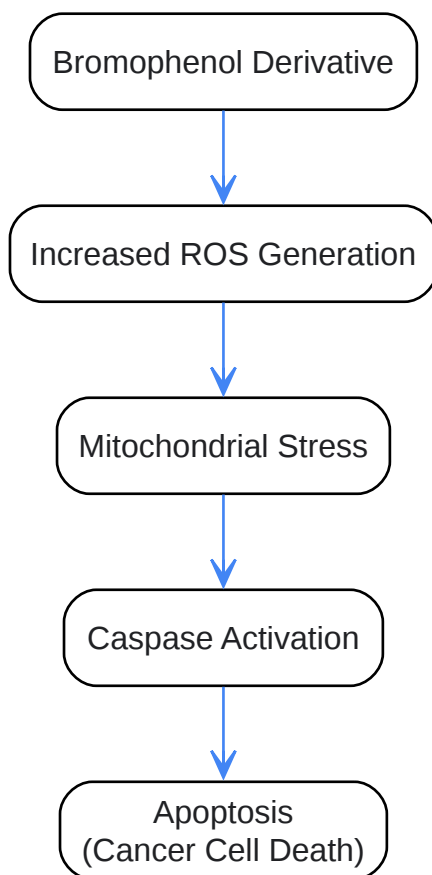 Bromophenol Derivative
Increased ROS Generation
Mitochondrial Stress
Caspase Activation
Apoptosis
(Cancer Cell Death)